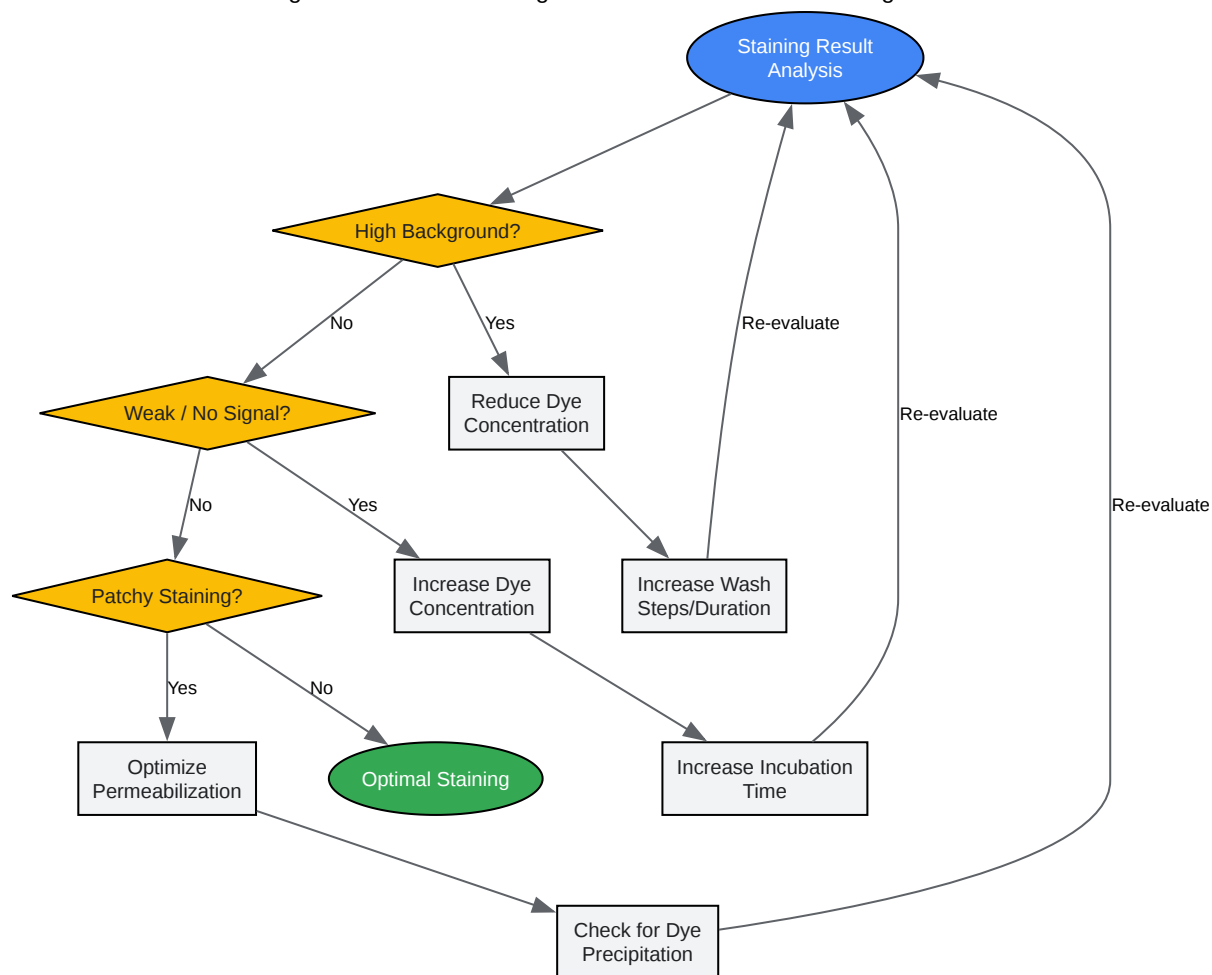 Staining Result
Analysis
High Background?
No
Yes
Re-evaluate
Weak / No Signal?
Reduce Dye
Concentration
Re-evaluate
No
Yes
Re-evaluate
Patchy Staining?
Increase Dye
Concentration
Increase Wash
Steps/Duration
Yes
No
Optimize
Permeabilization
Optimal Staining
Increase Incubation
Time
Check for Dye
Precipitation